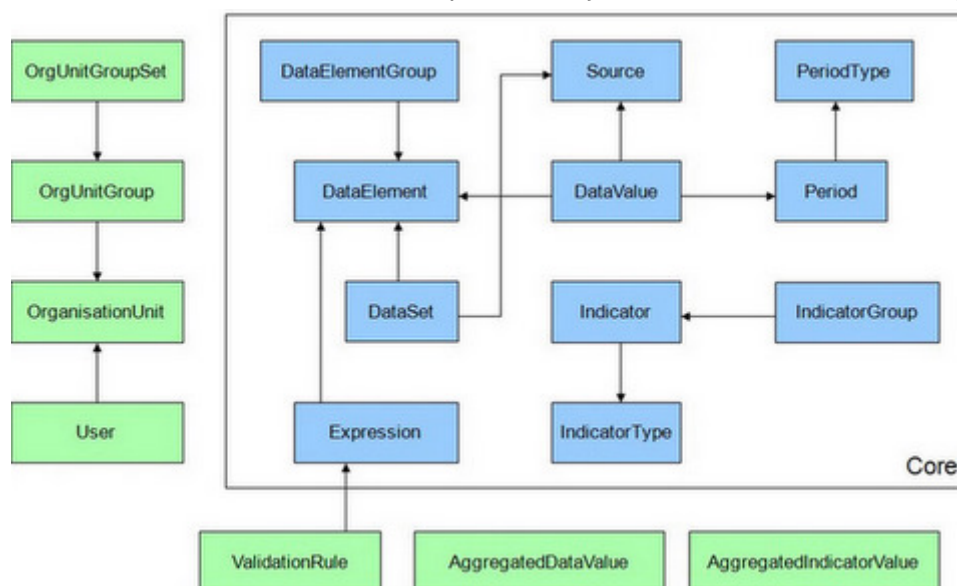 OrgUnitGroupSet
DataElementGroup
Source
PeriodType
OrgUnitGroup
DataElement
DataValue
Period
OrganisationUnit
DataSet
Indicator
IndicatorGroup
User
Expression
IndicatorType
Core
ValidationRule
AggregatedDataValue
AggregatedIndicatorValue